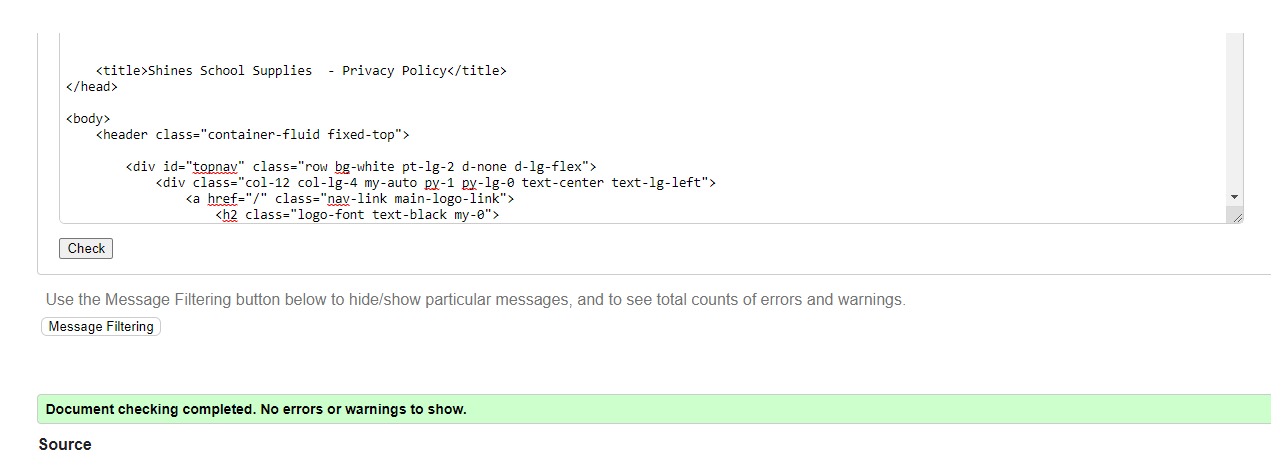 <title>Shines School Supplies  - Privacy Policy</title>
</head>
<body>
<header class="container-fluid fixed-top">
<div id="topnav" class="row bg-white pt-lg-2 d-none d-lg-flex">
<div class="col-12 col-lg-4 my-auto py-1 py-lg-0 text-center text-lg-left">
<a href="/" class="nav-link main-logo-link">
<h2 class="logo-font text-black my-0">
Check
Use the Message Filtering button below to hide/show particular messages, and to see total counts of errors and warnings.
Message Filtering
Document checking completed. No errors or warnings to show.
Source